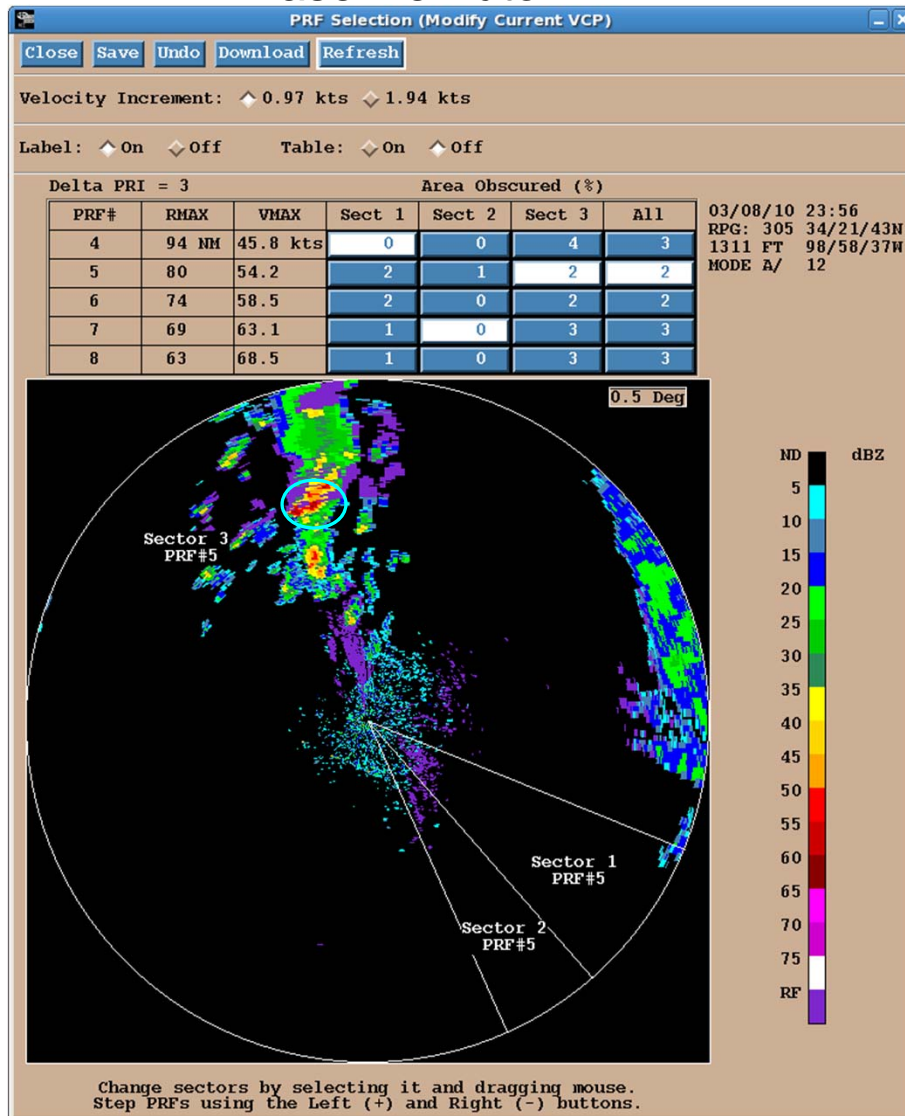 PRF Selection (Modify Current VCP)
Close Save Undo Download Refresh
Velocity Increment: 0.97 kts 1.94 kts
Label: On Off Table: On Off
Delta PRI = 3 Area Obscured (%)
PRF# RMAX VMAX Sect 1 Sect 2 Sect 3 All
4 94 NM 45.8 kts 0 0 4 3
5 80 54.2 2 1 2 2
6 74 58.5 2 0 2 2
7 69 63.1 1 0 3 3
8 63 68.5 1 0 3 3
03/08/10 23:56
RPG: 305 34/21/43N
1311 FT 98/58/37W
MODE A/ 12
0.5 Deg
Sector 3
PRF#5
Sector 1
PRF#5
Sector 2
PRF#5
ND dBZ
5
10
15
20
25
30
35
40
45
50
55
60
65
70
75
RF
Change sectors by selecting it and dragging mouse.
Step PRFs using the Left (+) and Right (-) buttons.